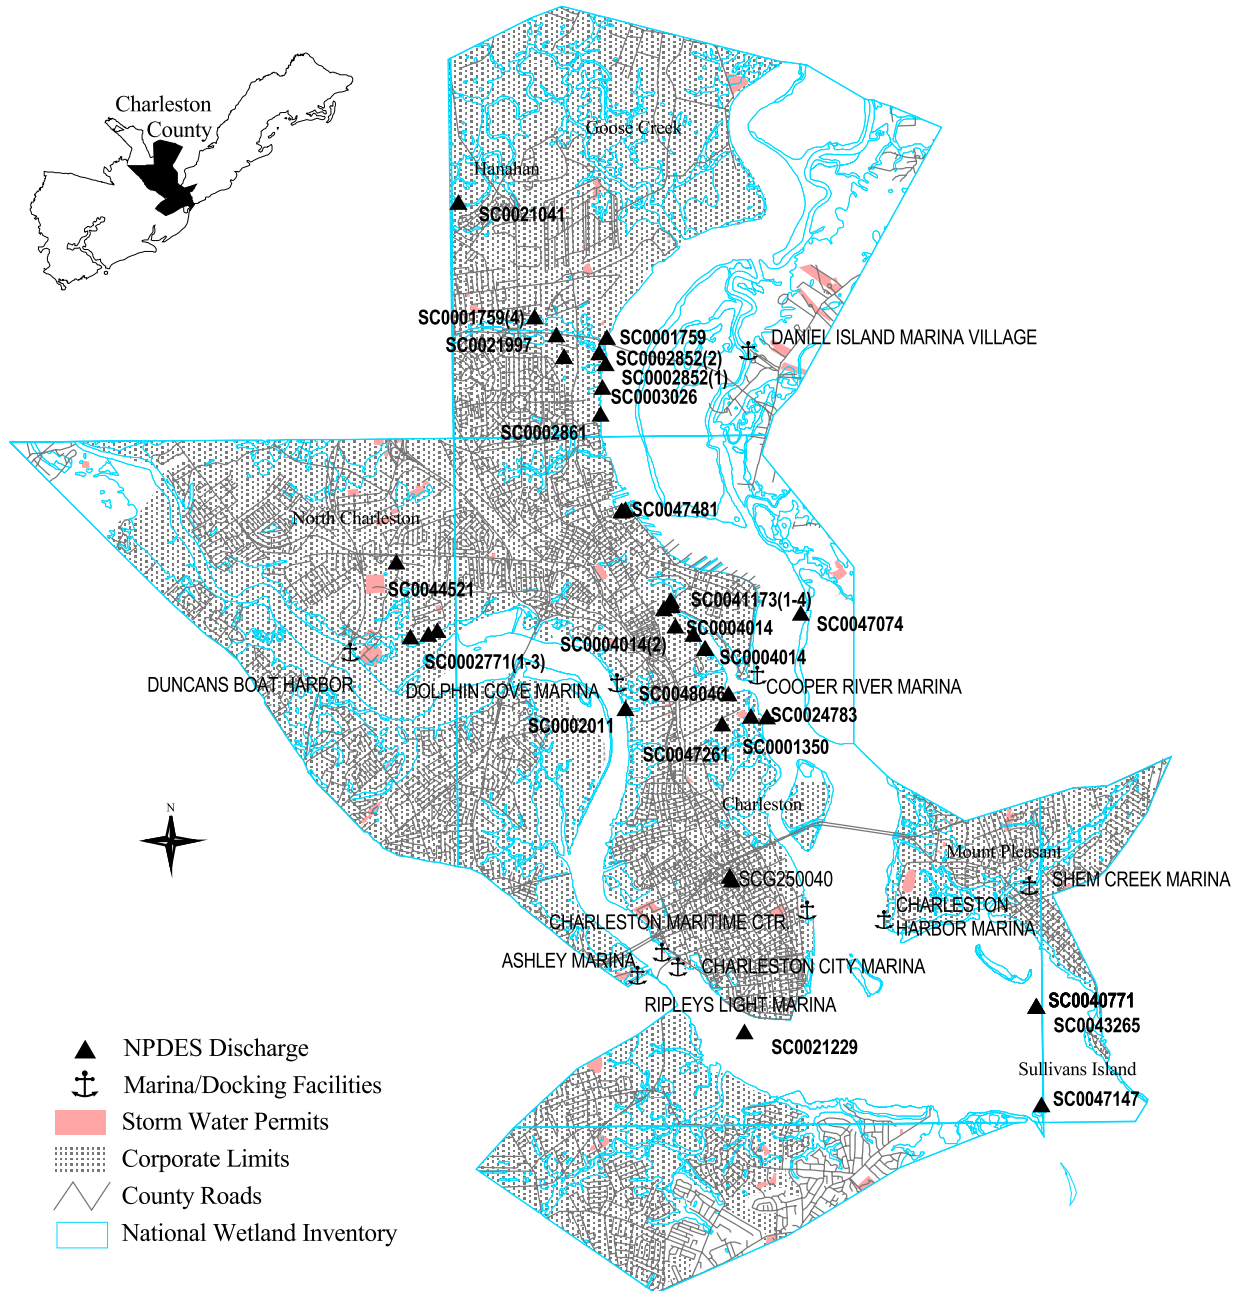 Charleston
County
Goose Creek
Hanahan
SC0021041
SC0001759(4)
SC0021997
SC0001759
SC0002852(2)
SC0002852(1)
SC0003026
SC0002861
DANIEL ISLAND MARINA VILLAGE
SC0047481
North Charleston
SC0044521
SC0041173(1-4)
SC0004014
SC0047074
SC0004014(2)
SC0004014
SC0002771(1-3)
DUNCANS BOAT HARBOR
DOLPHIN COVE MARINA
SC0048046
COOPER RIVER MARINA
SC0002011
SC0024783
SC0047261
SC0001350
N
Charleston
Mount Pleasant
SCG250040
SHEM CREEK MARINA
CHARLESTON
HARBOR MARINA
CHARLESTON MARITIME CTR.
ASHLEY MARINA
CHARLESTON CITY MARINA
RIPLEYS LIGHT MARINA
SC0040771
SC0043265
SC0021229
Sullivans Island
SC0047147
NPDES Discharge
Marina/Docking Facilities
Storm Water Permits
Corporate Limits
County Roads
National Wetland Inventory